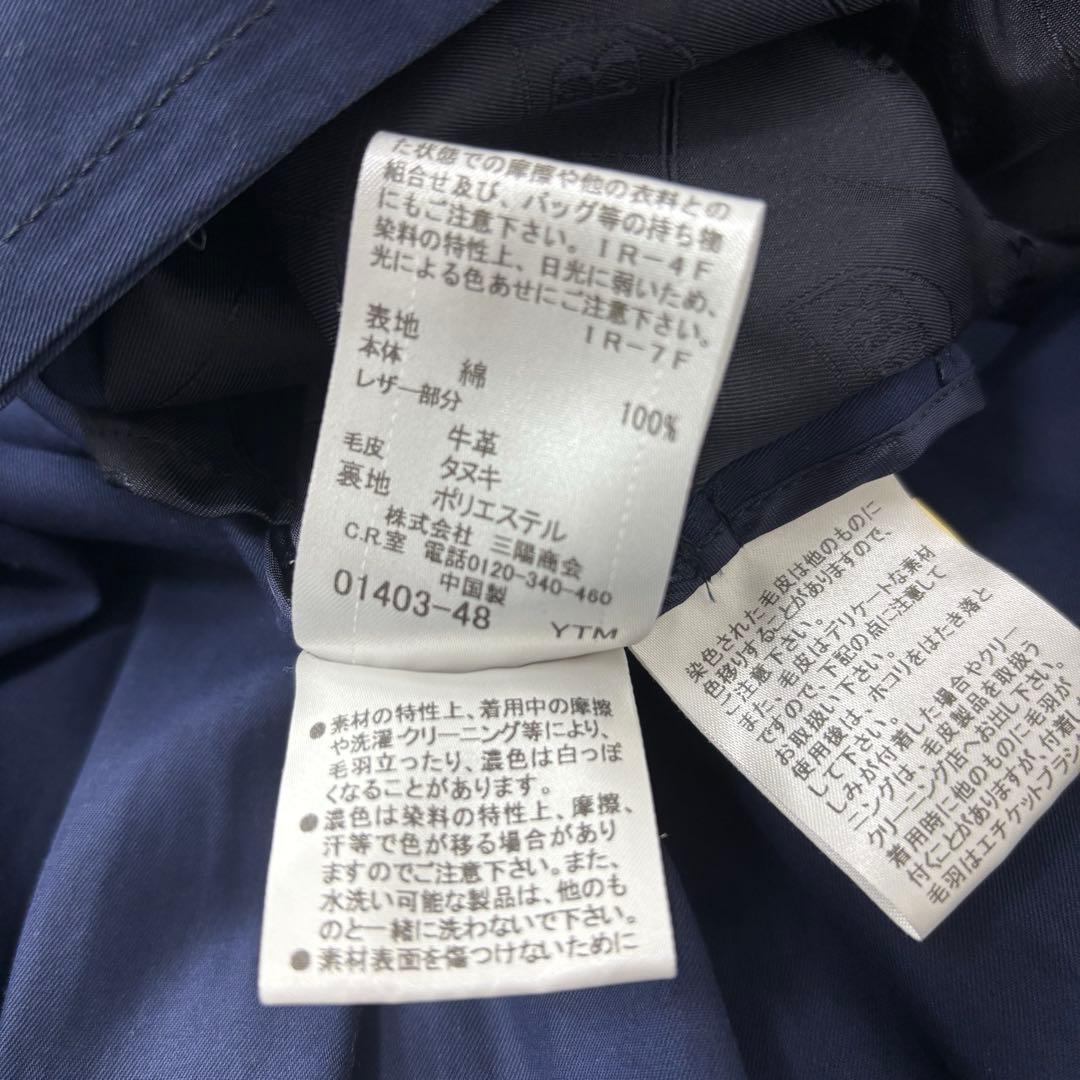 た状態での摩擦や他の衣料との
組合せ及び、バッグ等の持ち種
にもご注意下さい。IR-4F
染料の特性上、日光に弱いため、
光による色あせにご注意下さい。
IR-7F
表地
本体 綿 100%
レザー部分
牛革
毛皮 タヌキ
裏地 ポリエステル
株式会社 三陽商会
C.R.室 電話0120-340-460
中国製
01403-48
YTM
●素材の特性上、着用中の摩擦
や洗濯・クリーニング等により、
毛羽立ったり、濃色は白っぽ
くなることがあります。
●濃色は染料の特性上、摩擦、
汗等で色が移る場合があり
ますのでご注意下さい。また、
水洗い可能な製品は、他のも
のと一緒に洗わないで下さい。
●素材表面を傷つけないために
染色された毛皮は他のものに
色移りすることがありますので、
ご注意下さい。
また、毛皮はデリケートな素材
ですので、下記の点に注意して
お取扱い下さい。
使用後は、ホコリをはたき落と
して下さい。
しみが付着した場合やクリー
ニングは、毛皮製品を取扱う
クリーニング店へお出し下さい。
着用時に他のものに毛羽が
付くことがありますが、付着し
毛羽はエチケットブラシ
B